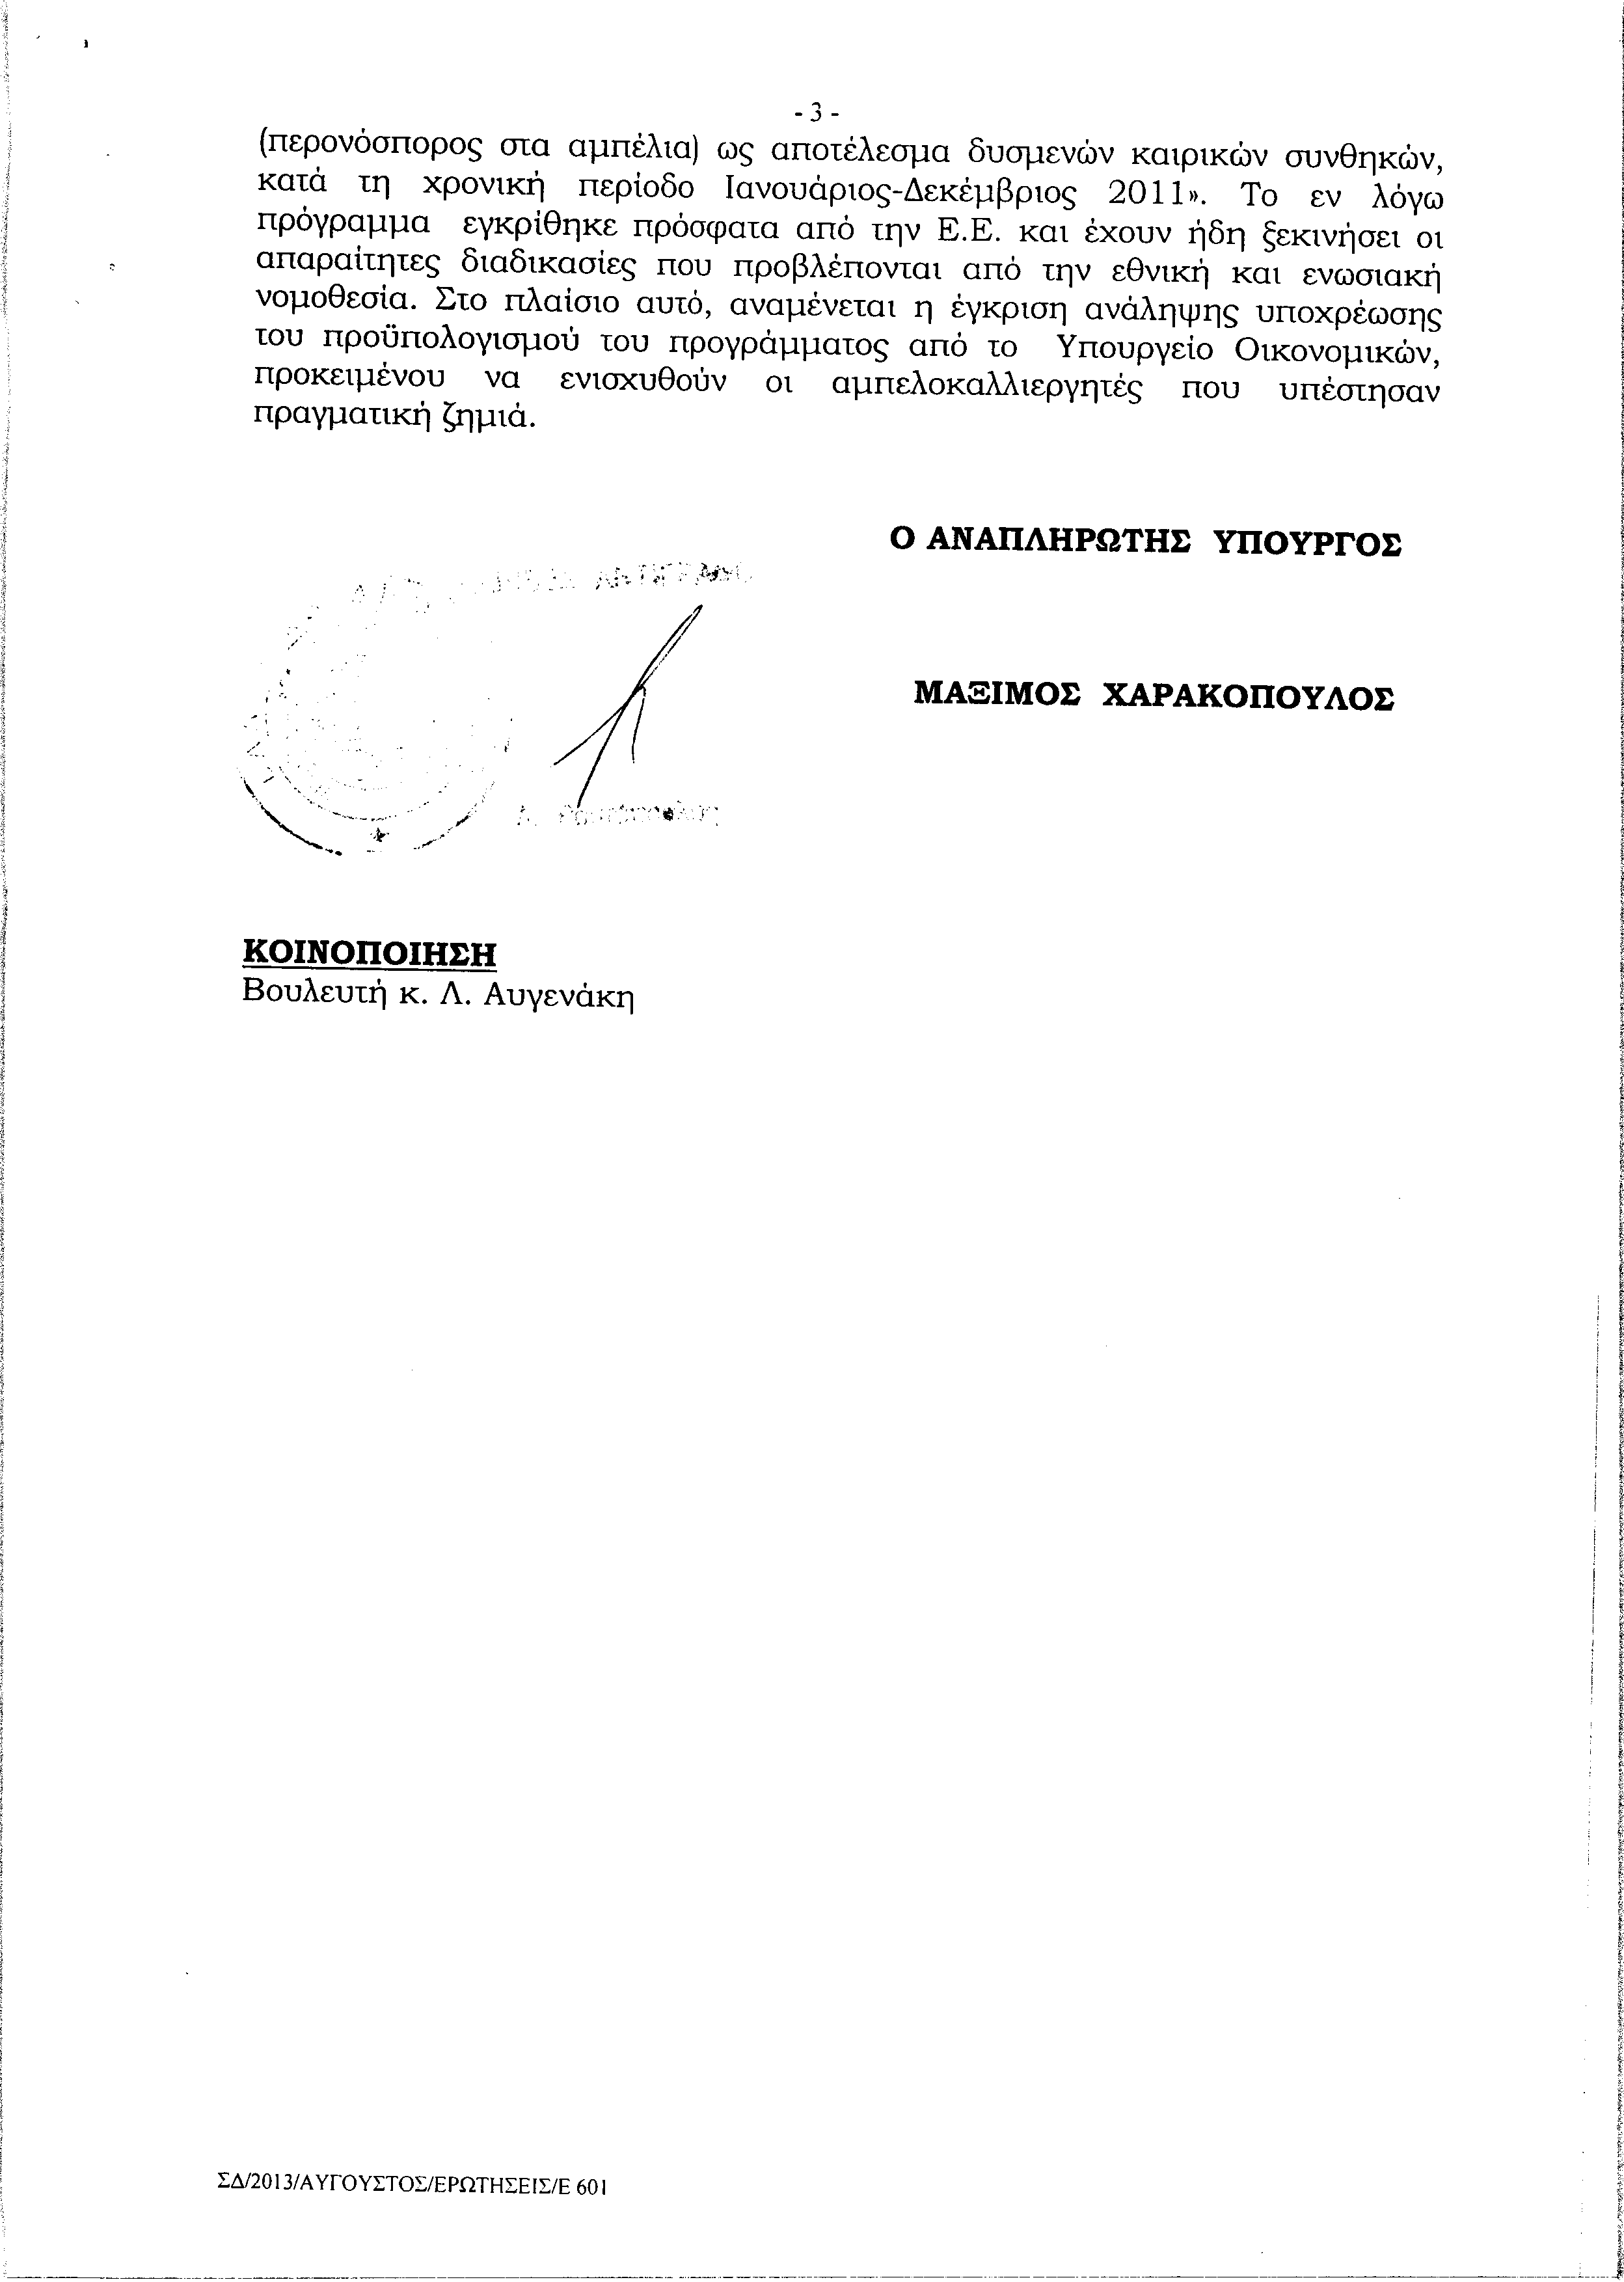 - 3 -
(περονόσπορος στα αμπέλια) ως αποτέλεσμα δυσμενών καιρικών συνθηκών,
κατά τη χρονική περίοδο Ιανουάριος-Δεκέμβριος 2011». Το εν λόγω
πρόγραμμα εγκρίθηκε πρόσφατα από την Ε.Ε. και έχουν ήδη ξεκινήσει οι
απαραίτητες διαδικασίες που προβλέπονται από την εθνική και ενωσιακή
νομοθεσία. Στο πλαίσιο αυτό, αναμένεται η έγκριση ανάληψης υποχρέωσης
του προϋπολογισμού του προγράμματος από το Υπουργείο Οικονομικών,
προκειμένου να ενισχυθούν οι αμπελοκαλλιεργητές που υπέστησαν
πραγματική ζημιά.
Ο ΑΝΑΠΛΗΡΩΤΗΣ ΥΠΟΥΡΓΟΣ
ΜΑΞΙΜΟΣ ΧΑΡΑΚΟΠΟΥΛΟΣ
ΚΟΙΝΟΠΟΙΗΣΗ
Βουλευτή κ. Λ. Αυγενάκη
ΣΔ/2013/ΑΥΓΟΥΣΤΟΣ/ΕΡΩΤΗΣΕΙΣ/Ε 601